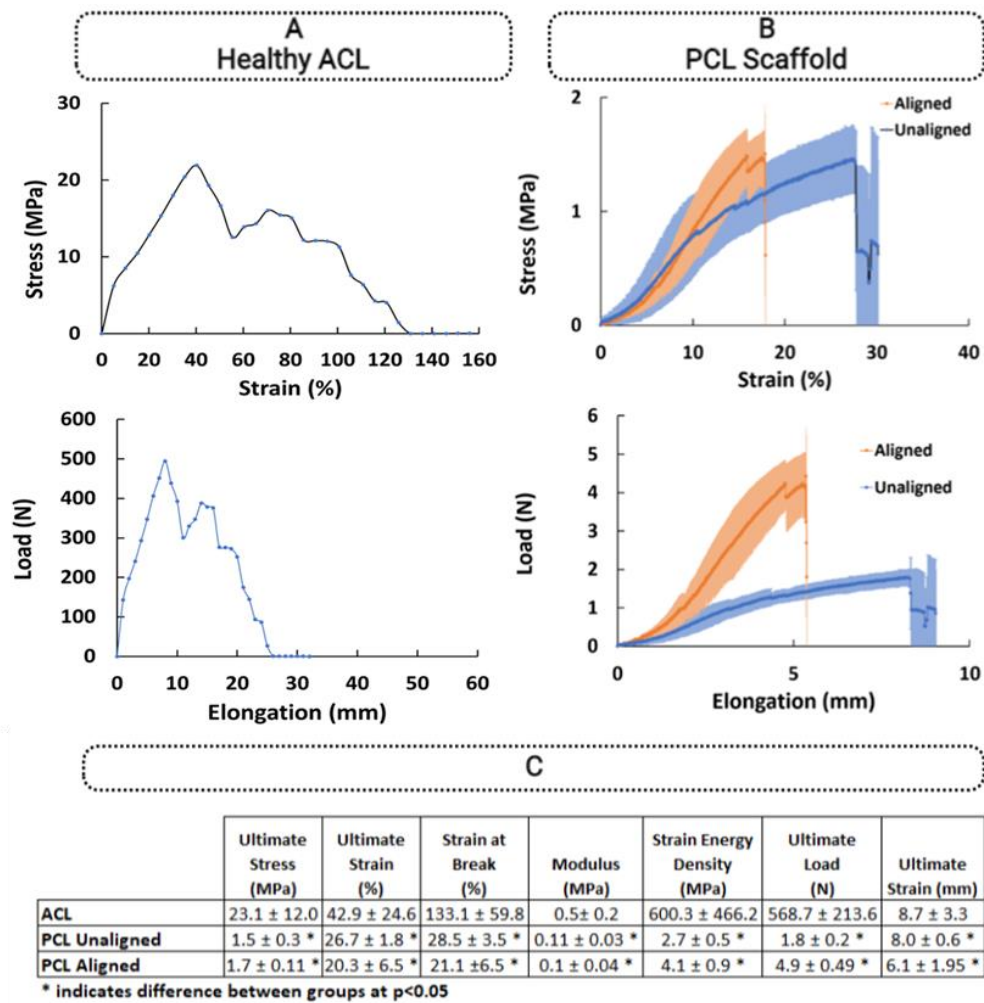 A
Healthy ACL
B
PCL Scaffold
30
20
10
0
Stress (MPa)
0 20 40 60 80 100 120 140 160
Strain (%)
2
1
0
Stress (MPa)
Aligned
Unaligned
0 10 20 30 40
Strain (%)
600
500
400
300
200
100
0
Load (N)
0 10 20 30 40 50 60
Elongation (mm)
6
5
4
3
2
1
0
Load (N)
Aligned
Unaligned
0 5 10
Elongation (mm)
C
Ultimate Stress (MPa) Ultimate Strain (%) Strain at Break (%) Modulus (MPa) Strain Energy Density (MPa) Ultimate Load (N) Ultimate Strain (mm)
ACL 23.1 ± 12.0 42.9 ± 24.6 133.1 ± 59.8 0.5± 0.2 600.3 ± 466.2 568.7 ± 213.6 8.7 ± 3.3
PCL Unaligned 1.5 ± 0.3 * 26.7 ± 1.8 * 28.5 ± 3.5 * 0.11 ± 0.03 * 2.7 ± 0.5 * 1.8 ± 0.2 * 8.0 ± 0.6 *
PCL Aligned 1.7 ± 0.11 * 20.3 ±6.5 * 21.1 ±6.5 * 0.1 ± 0.04 * 4.1 ± 0.9 * 4.9 ± 0.49 * 6.1 ± 1.95 *
* indicates difference between groups at p<0.05